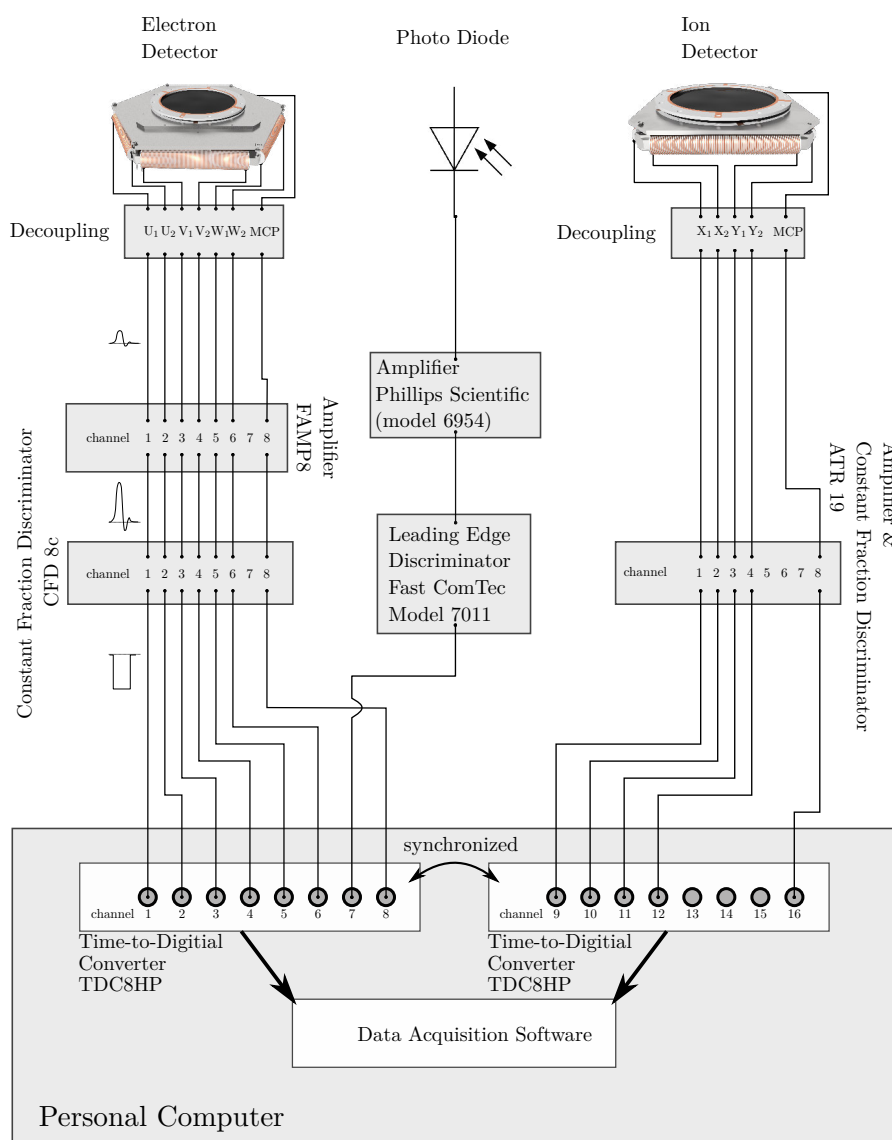 Electron
Detector
Photo Diode
Ion
Detector
Decoupling
U1 U2 V1 V2 W1 W2 MCP
Decoupling
X1 X2 Y1 Y2 MCP
Amplifier
Phillips Scientific
(model 6954)
channel 1 2 3 4 5 6 7 8
Amplifier
FAMP8
Leading Edge
Discriminator
Fast ComTec
Model 7011
channel 1 2 3 4 5 6 7 8
Constant Fraction Discriminator
CFD 8c
channel 1 2 3 4 5 6 7 8
Amplifier &
Constant Fraction Discriminator
ATR 19
synchronized
channel 1 2 3 4 5 6 7 8
channel 9 10 11 12 13 14 15 16
Time-to-Digitial
Converter
TDC8HP
Time-to-Digitial
Converter
TDC8HP
Data Acquisition Software
Personal Computer